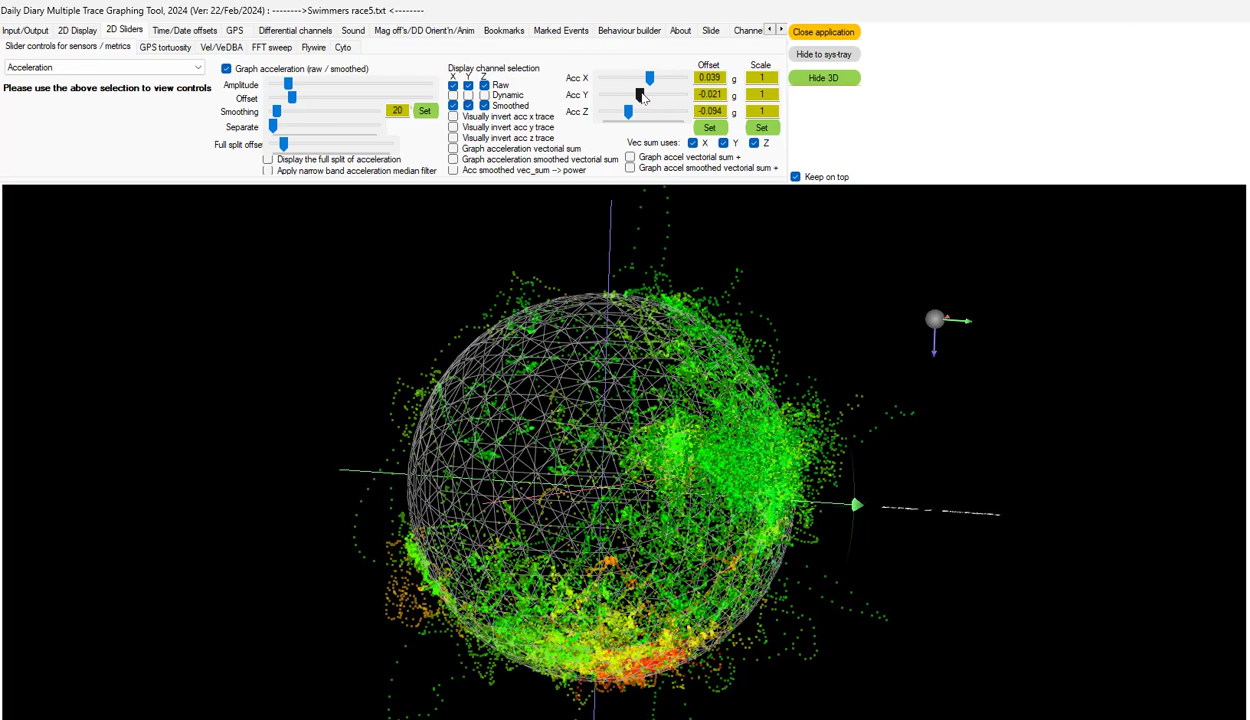 Daily Diary Multiple Trace Graphing Tool, 2024 (Ver: 22/Feb/2024) : -------->Swimmers race5.txt <--------
Input/Output 2D Display 2D Sliders Time/Date offsets GPS Differential channels Sound Mag off's/DD Orient'n/Anim Bookmarks Marked Events Behaviour builder About Slide Channe
Close application
Slider controls for sensors / metrics GPS tortuosity Vel/VeDBA FFT sweep Flywire Cyto
Hide to sys-tray
Acceleration
Graph acceleration (raw / smoothed)
Display channel selection
Offset Scale
Hide 3D
X Y Z
Acc X 0.039 g 1
Please use the above selection to view controls
Amplitude
Raw
Offset
Dynamic
Acc Y -0.021 g 1
Smoothed
Smoothing 20 Set
Acc Z -0.094 g 1
Visually invert acc x trace
Separate
Visually invert acc y trace
Set Set
Visually invert acc z trace
Full split offse
Vec sum uses: X Y Z
Graph acceleration vectorial sum
Graph accel vectorial sum +
Display the full split of acceleration
Graph acceleration smoothed vectorial sum
Graph accel smoothed vectorial sum +
Apply narrow band acceleration median filter
Acc smoothed vec_sum --> power
Keep on top